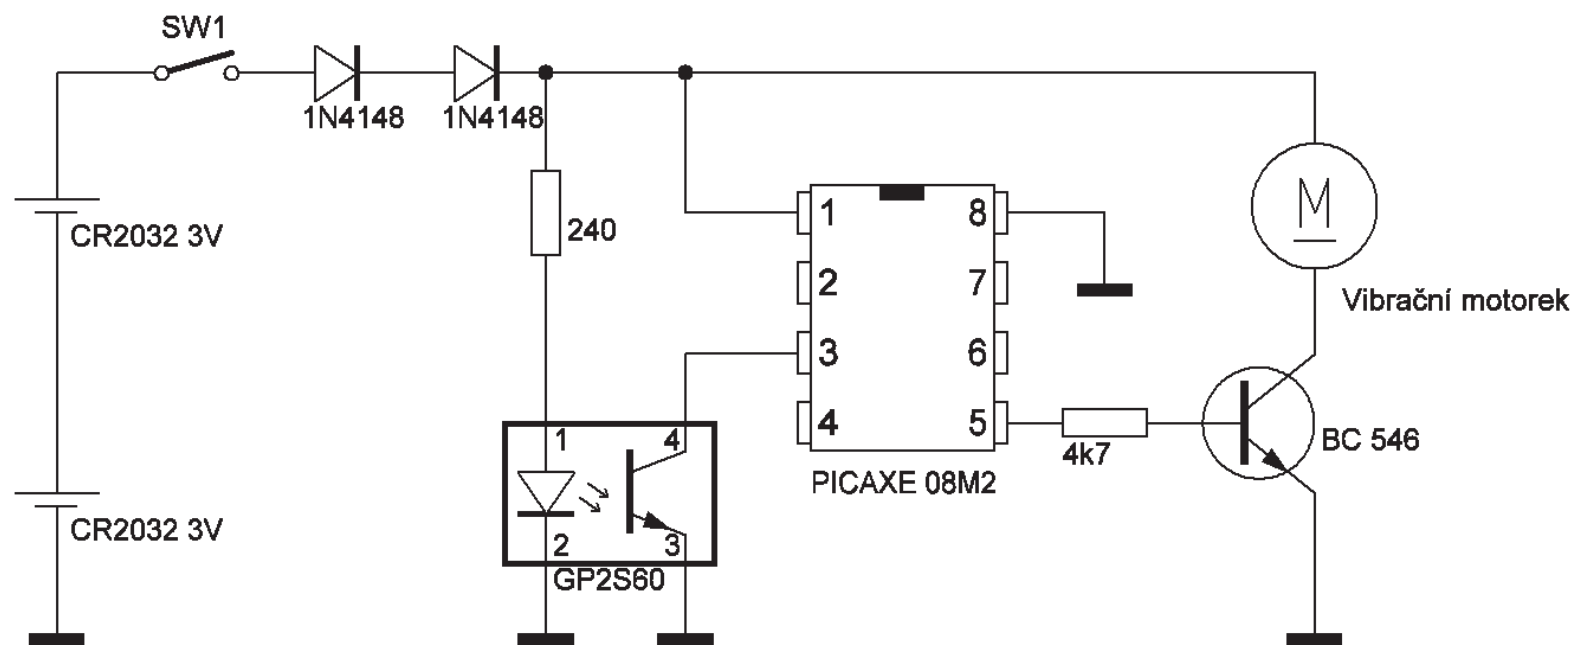 SW1
1N4148
1N4148
CR2032 3V
240
1
8
M
2
7
Vibrační motorek
3
6
4
5
4k7
BC 546
PICAXE 08M2
1
4
CR2032 3V
2
3
GP2S60